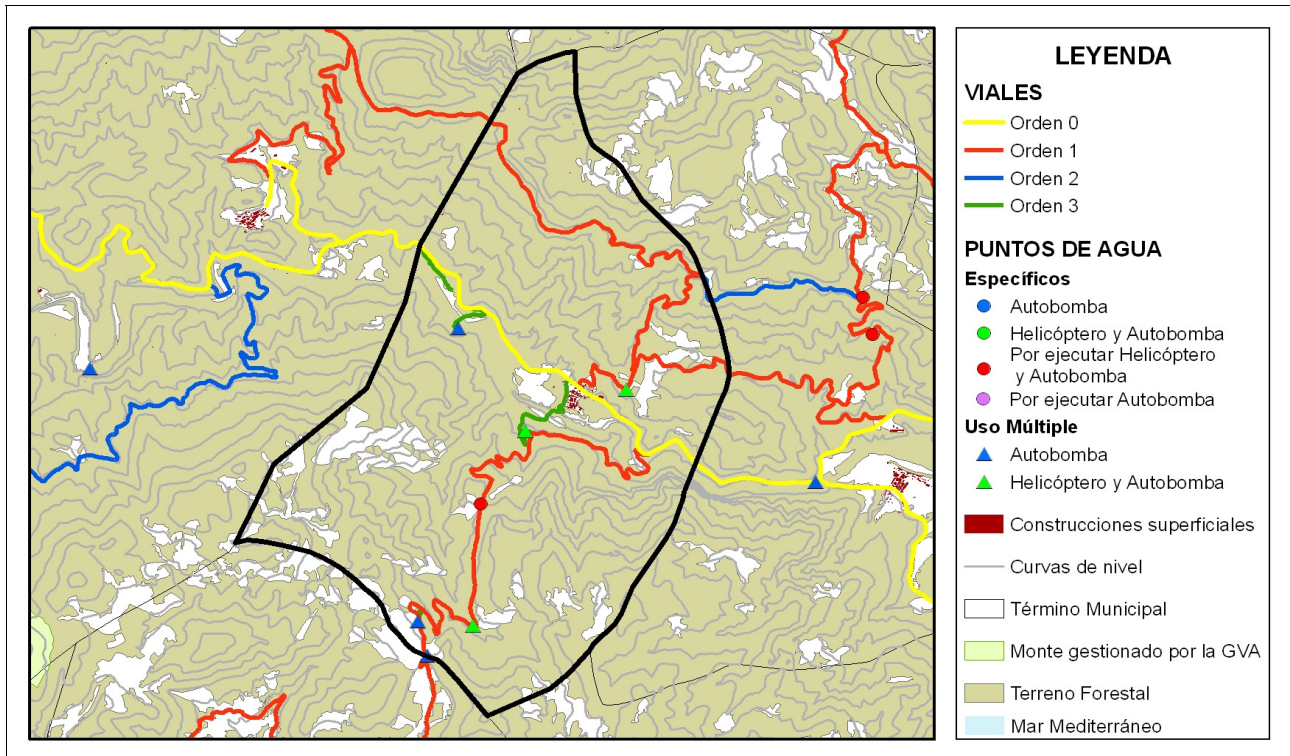 LEYENDA
VIALES
Orden 0
Orden 1
Orden 2
Orden 3
PUNTOS DE AGUA
Específicos
Autobomba
Helicóptero y Autobomba
Por ejecutar Helicóptero
y Autobomba
Por ejecutar Autobomba
Uso Múltiple
Autobomba
Helicóptero y Autobomba
Construcciones superficiales
Curvas de nivel
Término Municipal
Monte gestionado por la GVA
Terreno Forestal
Mar Mediterráneo